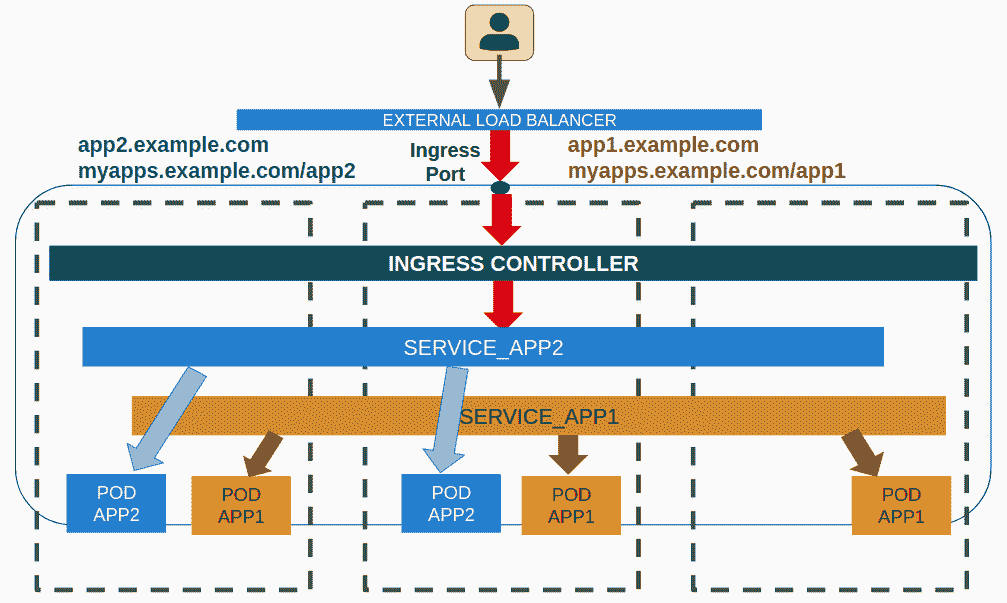 EXTERNAL LOAD BALANCER
app2.example.com
myapps.example.com/app2
Ingress
Port
app1.example.com
myapps.example.com/app1
INGRESS CONTROLLER
SERVICE_APP2
SERVICE_APP1
POD
APP2
POD
APP1
POD
APP2
POD
APP1
POD
APP1